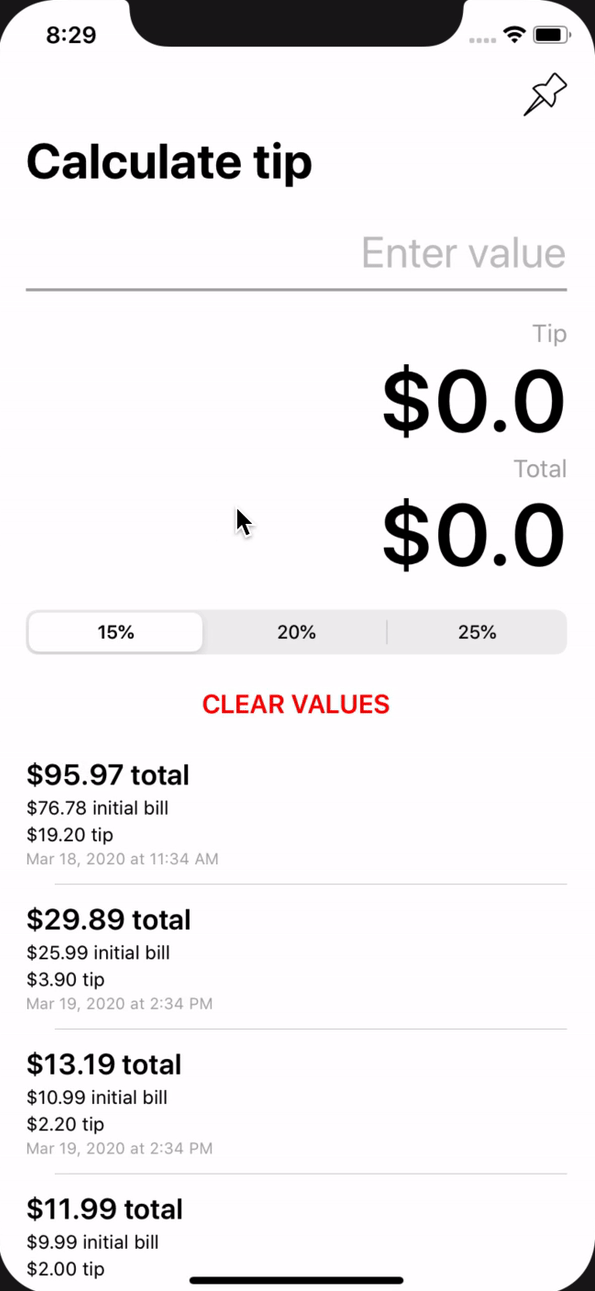 8:29
Calculate tip
Enter value
Tip
$0.0
Total
$0.0
15% 20% 25%
CLEAR VALUES
$95.97 total
$76.78 initial bill
$19.20 tip
Mar 18, 2020 at 11:34 AM
$29.89 total
$25.99 initial bill
$3.90 tip
Mar 19, 2020 at 2:34 PM
$13.19 total
$10.99 initial bill
$2.20 tip
Mar 19, 2020 at 2:34 PM
$11.99 total
$9.99 initial bill
$2.00 tip